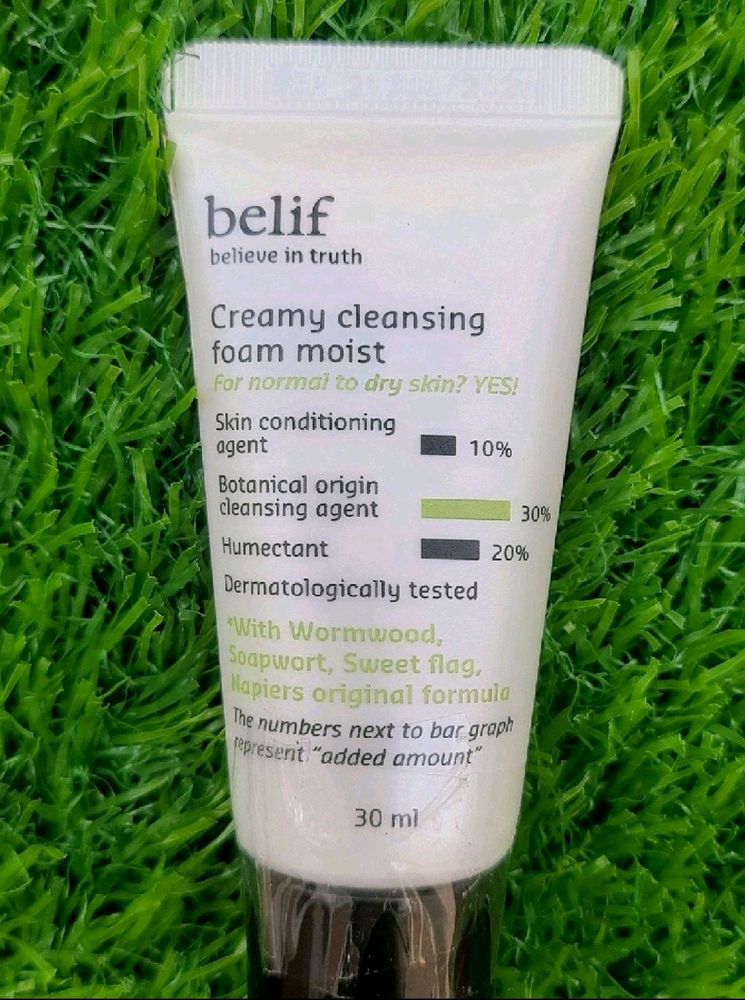 belif
believe in truth
Creamy cleansing
foam moist
For normal to dry skin? YES!
Skin conditioning
agent 10%
Botanical origin
cleansing agent 30%
Humectant 20%
Dermatologically tested
*With Wormwood,
Soapwort, Sweet flag,
Napiers original formula
The numbers next to bar graph
represent "added amount"
30 ml